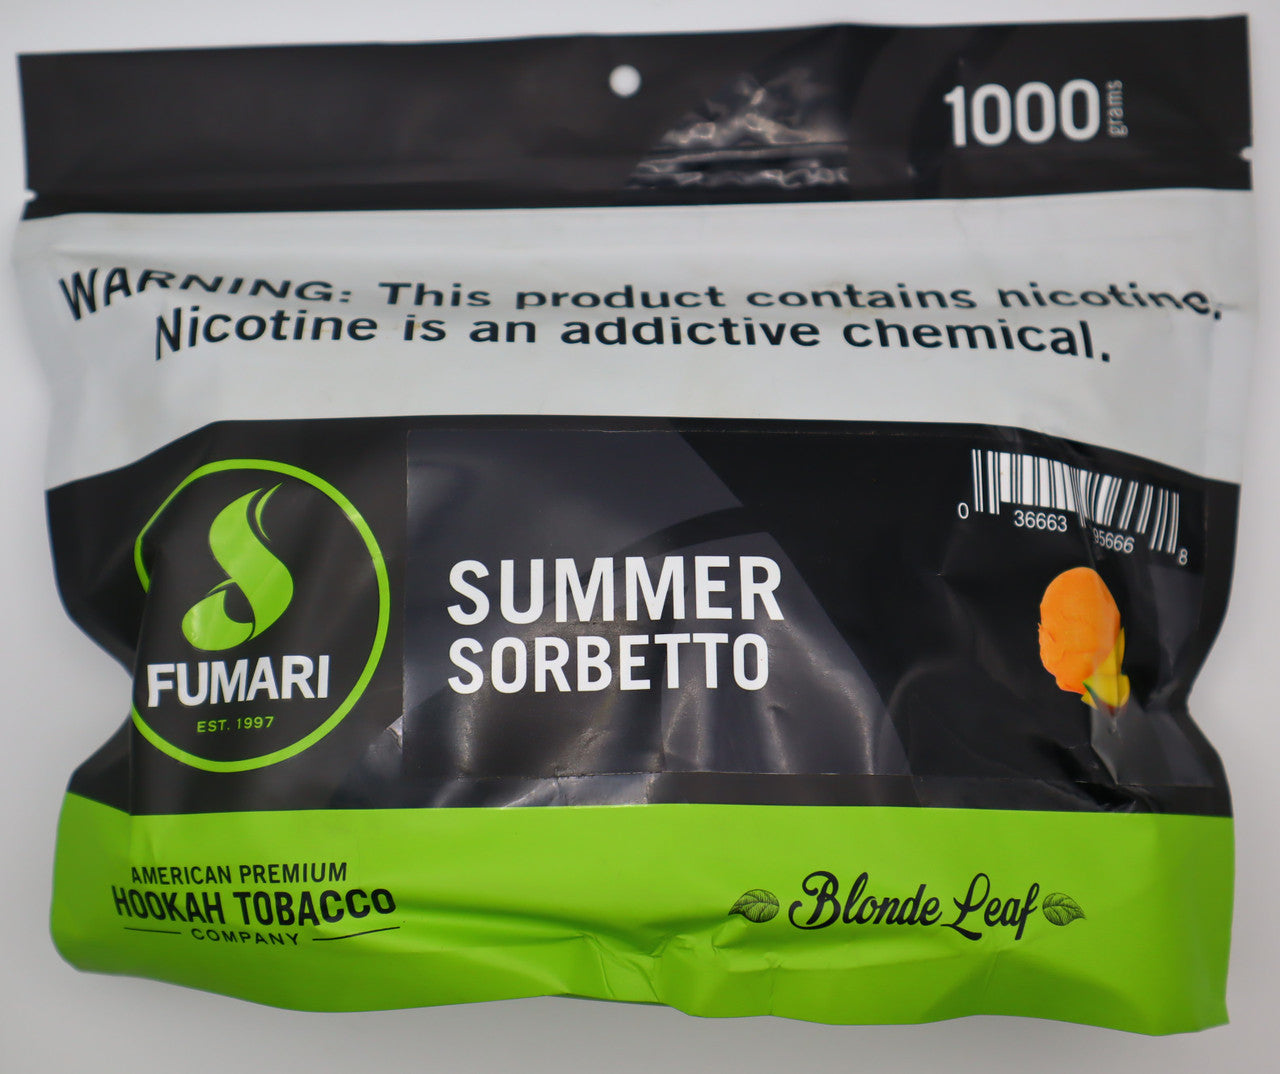 1000 grams
WARNING: This product contains nicotine.
Nicotine is an addictive chemical.
0 36663 95666 8
SUMMER
SORBETTO
FUMARI
EST. 1997
AMERICAN PREMIUM
HOOKAH TOBACCO
COMPANY
Blonde Leaf